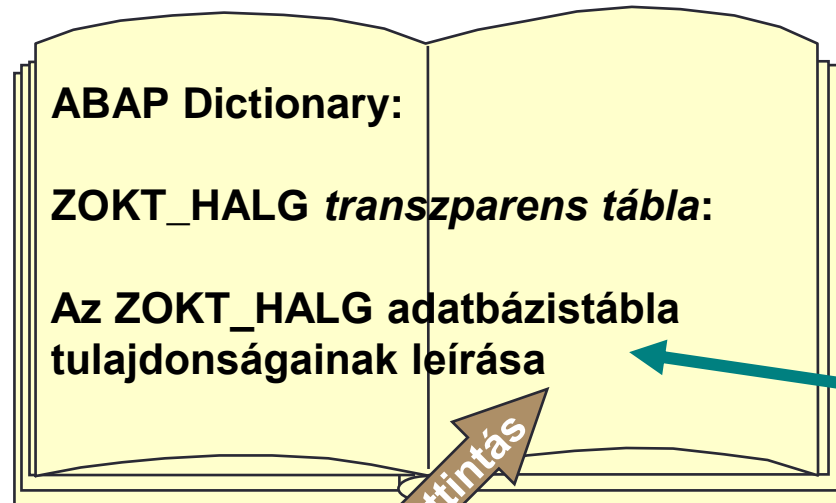 ABAP Dictionary:
ZOKT_HALG transzparens tábla:
Az ZOKT_HALG adatbázistábla
tulajdonságainak leírása